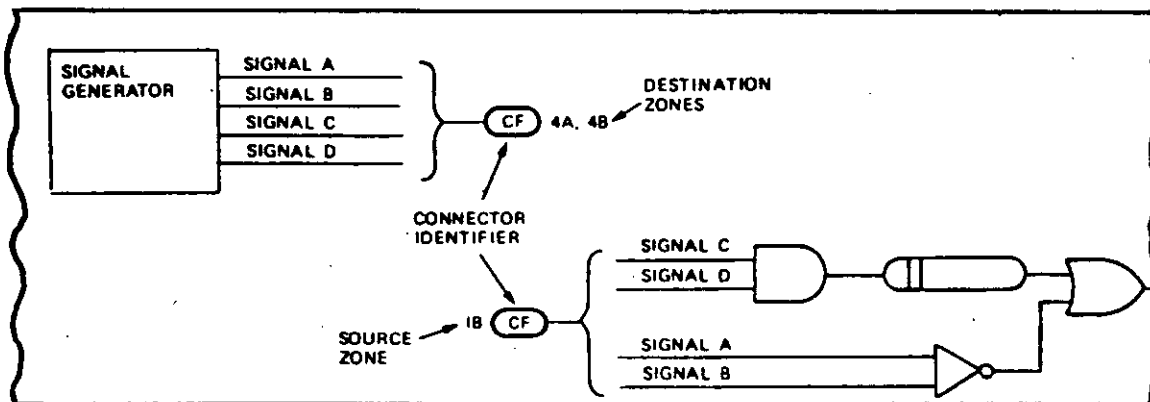 SIGNAL
GENERATOR
SIGNAL A
SIGNAL B
SIGNAL C
SIGNAL D
CF
4A, 4B
DESTINATION
ZONES
CONNECTOR
IDENTIFIER
SOURCE
ZONE
1B
CF
SIGNAL C
SIGNAL D
SIGNAL A
SIGNAL B